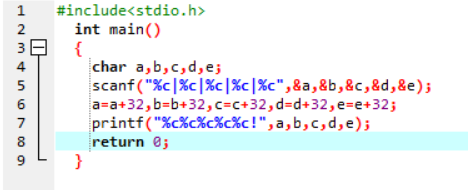 1 #include<stdio.h>
2 int main()
3 {
4 char a,b,c,d,e;
5 scanf("%c|%c|%c|%c|%c",&a,&b,&c,&d,&e);
6 a=a+32,b=b+32,c=c+32,d=d+32,e=e+32;
7 printf("%c%c%c%c%c!",a,b,c,d,e);
8 return 0;
9 }